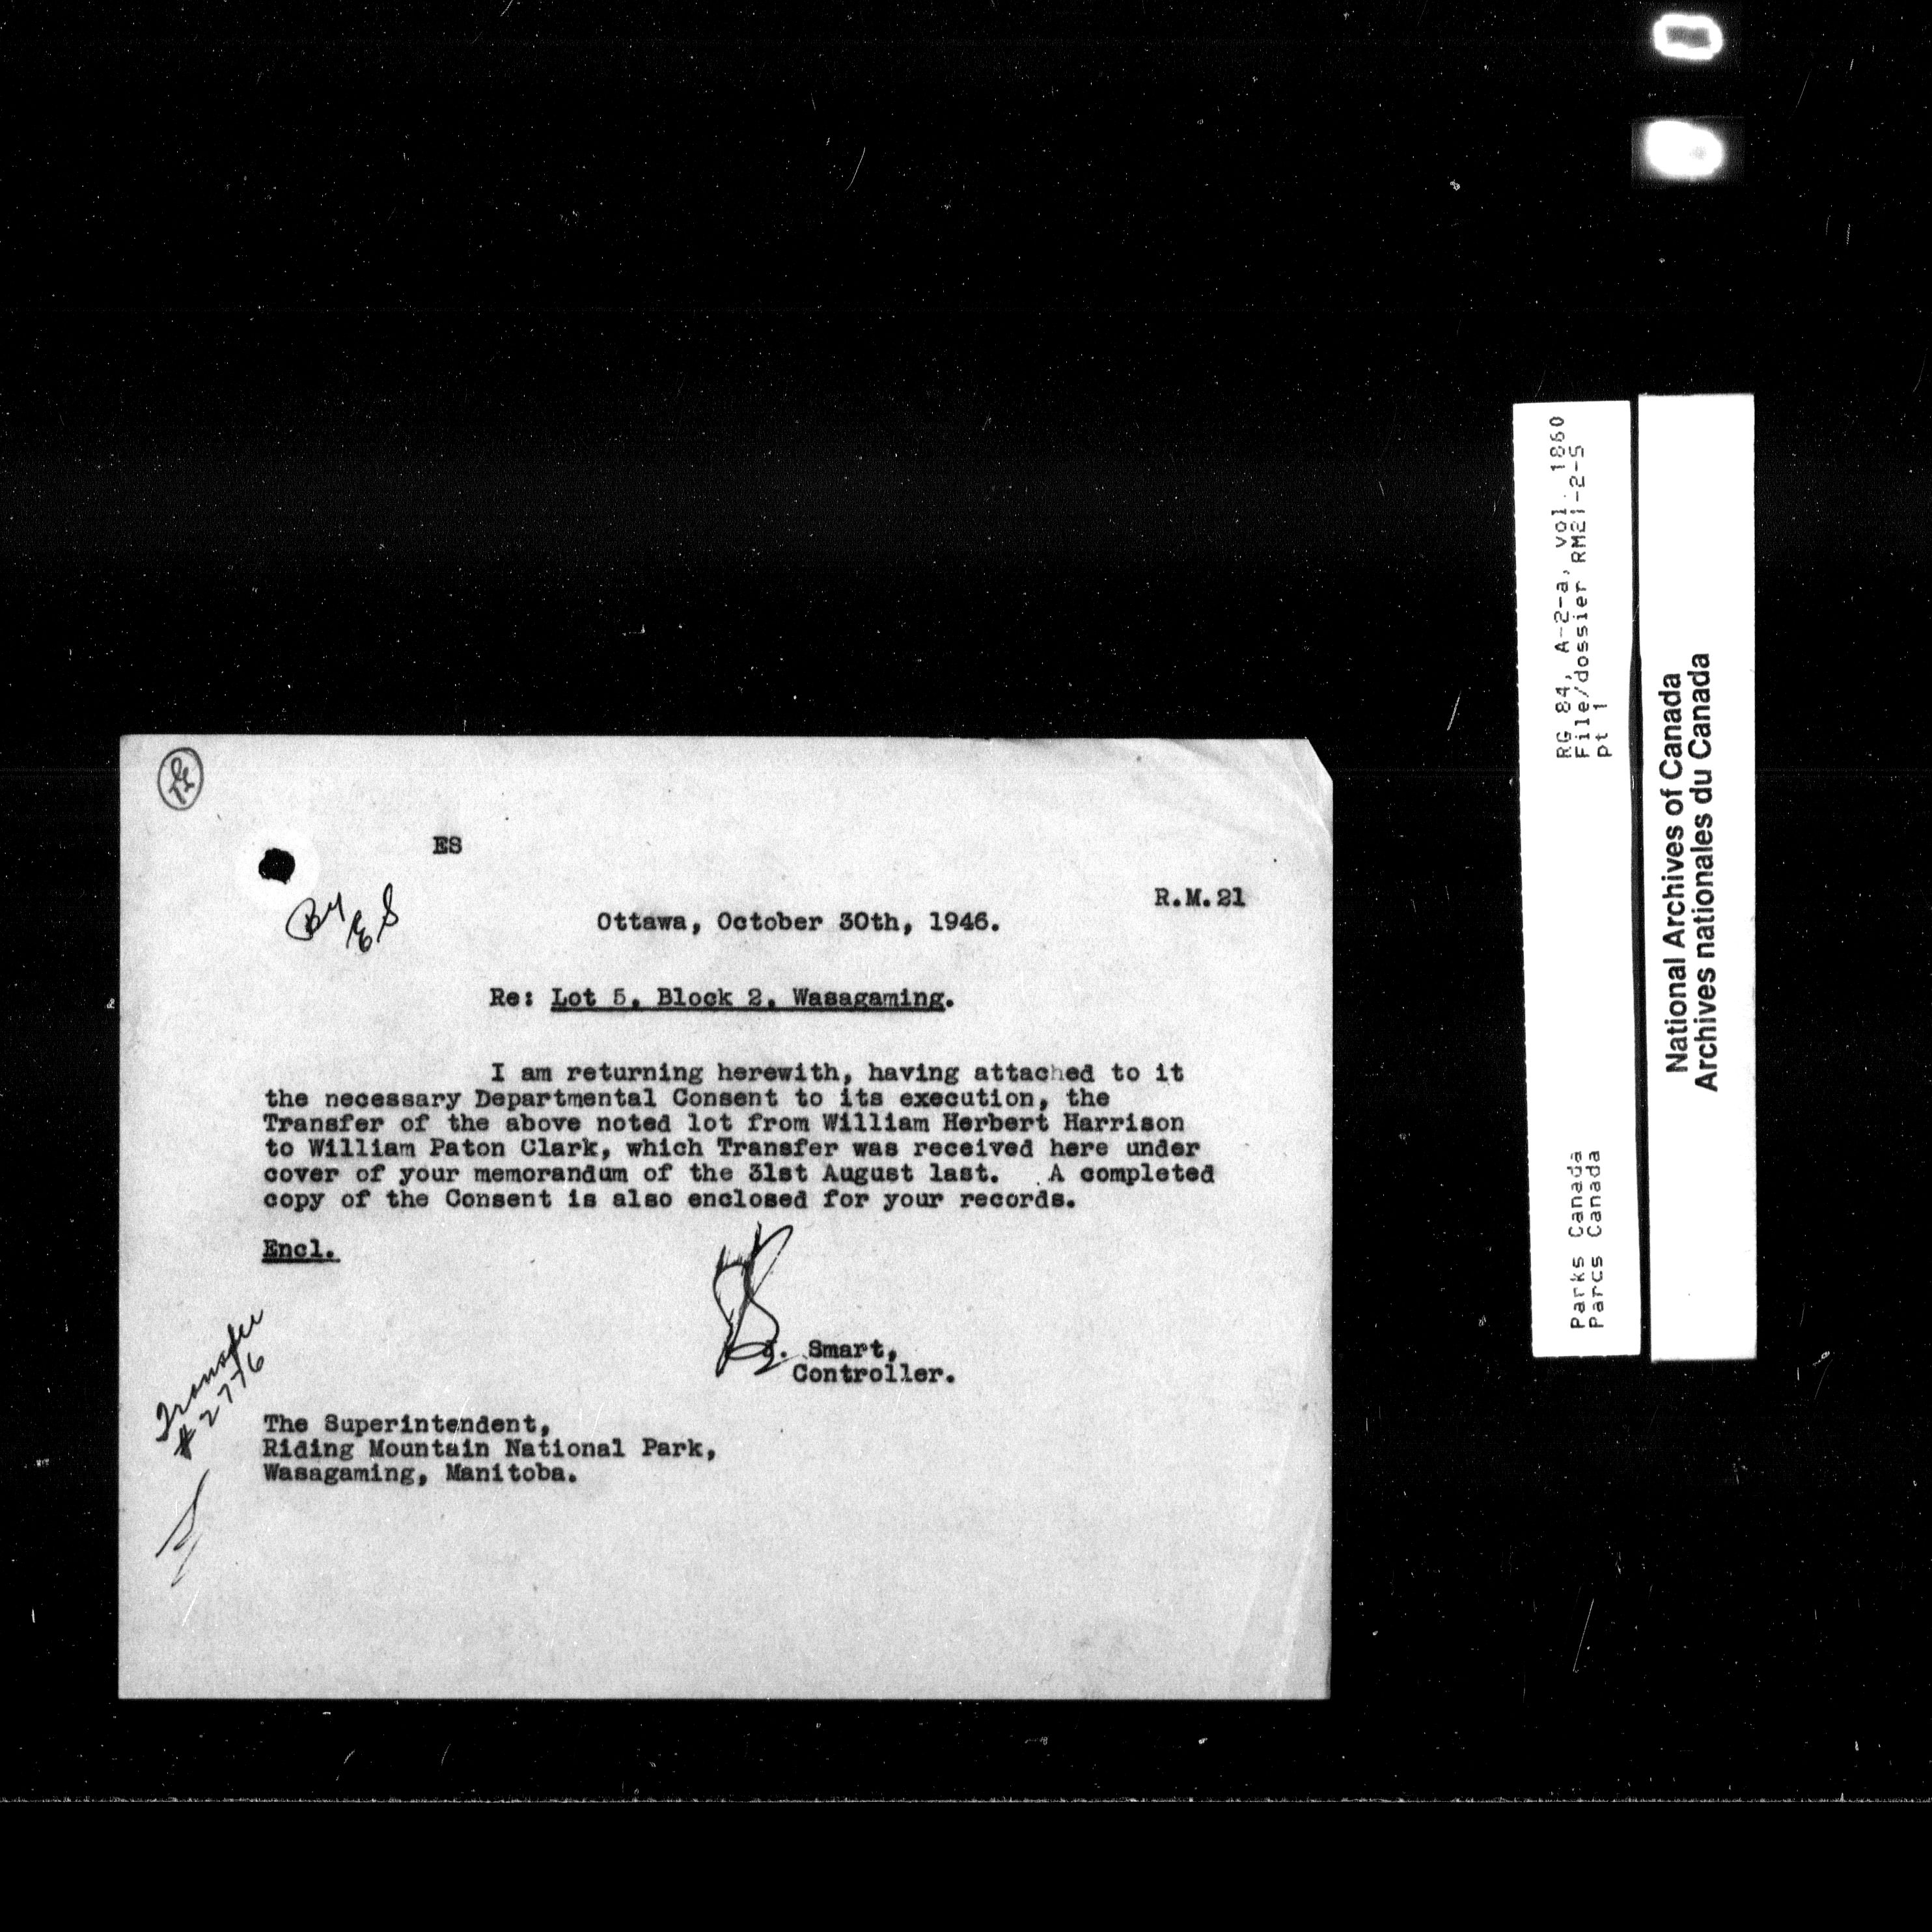 ES
By
ES
R.M.21
Ottawa, October 30th, 1946.
Re: Lot 5, Block 2, Wasagaming.
I am returning herewith, having attached to it
the necessary Departmental Consent to its execution, the
Transfer of the above noted lot from William Herbert Harrison
to William Paton Clark, which Transfer was received here under
cover of your memorandum of the 31st August last. A completed
copy of the Consent is also enclosed for your records.
Encl.
Smart,
Controller.
Transfer
# 2776
The Superintendent,
Riding Mountain National Park,
Wasagaming, Manitoba.
RG 84, A-2-a, vol. 1860
File/dossier RM21-2-5
pt 1
Parks Canada
Parcs Canada
National Archives of Canada
Archives nationales du Canada